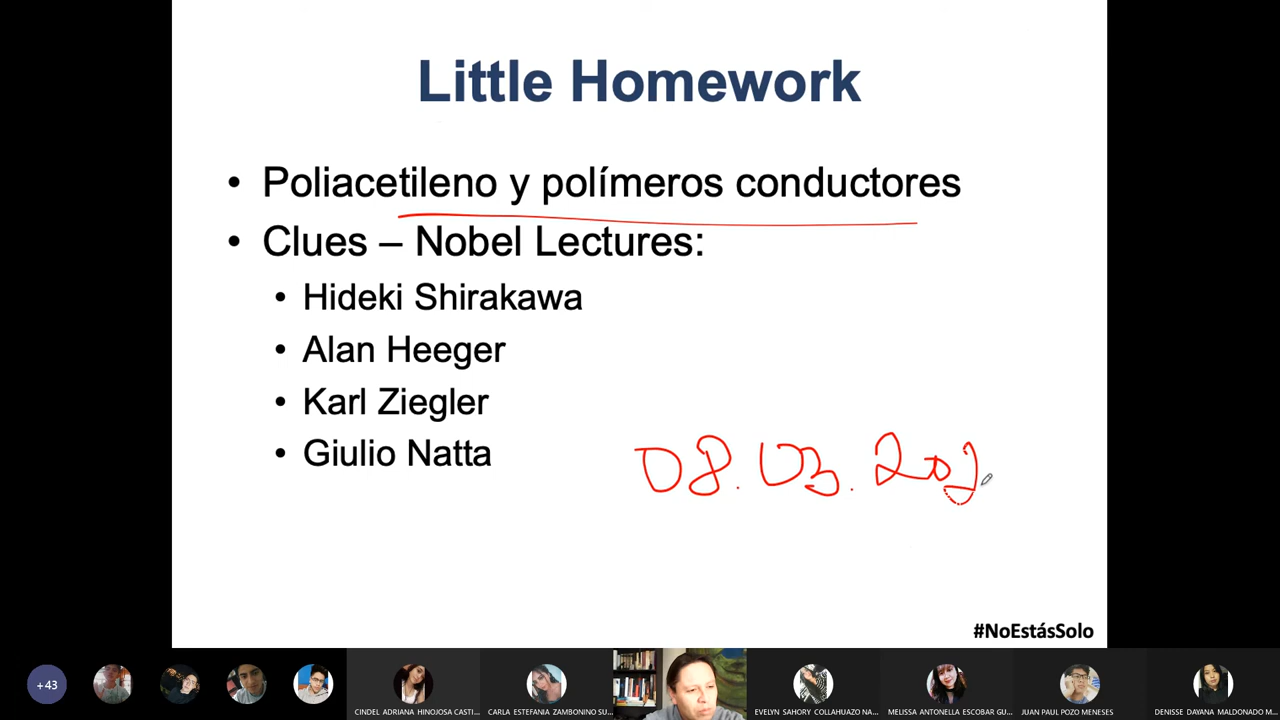 Little Homework
• Poliacetileno y polímeros conductores
• Clues – Nobel Lectures:
• Hideki Shirakawa
• Alan Heeger
• Karl Ziegler
• Giulio Natta
08.03.202
#NoEstásSolo
+43
CINDEL ADRIANA HINOJOSA CASTI...
CARLA ESTEFANIA ZAMBONINO SU...
EVELYN SAHORY COLLAHUAZO NA...
MELISSA ANTONELLA ESCOBAR GU...
JUAN PAUL POZO MENESES
DENISSE DAYANA MALDONADO M...